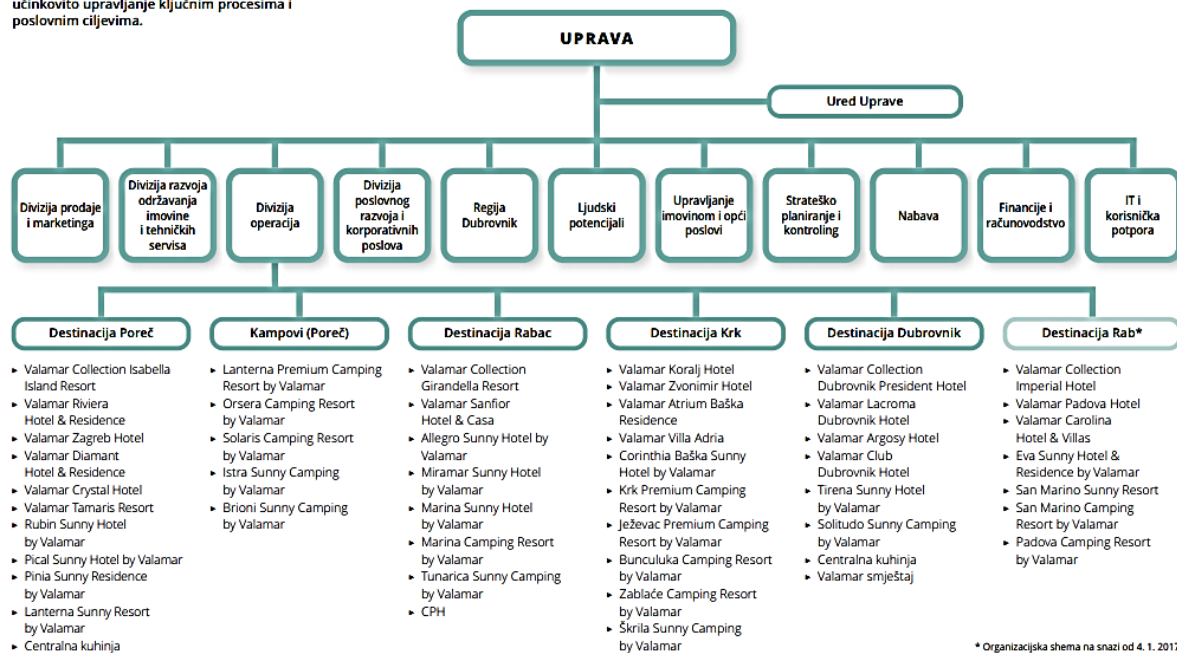 učinkovito upravljanje ključnim procesima i
poslovnim ciljevima.
UPRAVA
Ured Uprave
Divizija prodaje
i marketinga
Divizija razvoja
održavanja
imovine
i tehničkih
servisa
Divizija
operacija
Divizija
poslovnog
razvoja i
korporativnih
poslova
Regija
Dubrovnik
Ljudski
potencijali
Upravljanje
imovinom i opći
poslovi
Strateško
planiranje i
kontroling
Nabava
Financije i
računovodstvo
IT i
korisnička
potpora
Destinacija Poreč
▸ Valamar Collection Isabella
Island Resort
▸ Valamar Riviera
Hotel & Residence
▸ Valamar Zagreb Hotel
▸ Valamar Diamant
Hotel & Residence
▸ Valamar Crystal Hotel
▸ Valamar Tamaris Resort
▸ Rubin Sunny Hotel
by Valamar
▸ Pical Sunny Hotel by Valamar
▸ Pinia Sunny Residence
by Valamar
▸ Lanterna Sunny Resort
by Valamar
▸ Centralna kuhinja
Kampovi (Poreč)
▸ Lanterna Premium Camping
Resort by Valamar
▸ Orsera Camping Resort
by Valamar
▸ Solaris Camping Resort
by Valamar
▸ Istra Sunny Camping
by Valamar
▸ Brioni Sunny Camping
by Valamar
Destinacija Rabac
▸ Valamar Collection
Girandella Resort
▸ Valamar Sanfior
Hotel & Casa
▸ Allegro Sunny Hotel by
Valamar
▸ Miramar Sunny Hotel
by Valamar
▸ Marina Sunny Hotel
by Valamar
▸ Marina Camping Resort
by Valamar
▸ Tunarica Sunny Camping
by Valamar
▸ CPH
Destinacija Krk
▸ Valamar Koralj Hotel
▸ Valamar Zvonimir Hotel
▸ Valamar Atrium Baška
Residence
▸ Valamar Villa Adria
▸ Corinthia Baška Sunny
Hotel by Valamar
▸ Krk Premium Camping
Resort by Valamar
▸ Ježevac Premium Camping
Resort by Valamar
▸ Bunculuka Camping Resort
by Valamar
▸ Zablaće Camping Resort
by Valamar
▸ Škrila Sunny Camping
by Valamar
Destinacija Dubrovnik
▸ Valamar Collection
Dubrovnik President Hotel
▸ Valamar Lacroma
Dubrovnik Hotel
▸ Valamar Argosy Hotel
▸ Valamar Club
Dubrovnik Hotel
▸ Tirena Sunny Hotel
by Valamar
▸ Solitudo Sunny Camping
by Valamar
▸ Centralna kuhinja
▸ Valamar smještaj
Destinacija Rab*
▸ Valamar Collection
Imperial Hotel
▸ Valamar Padova Hotel
▸ Valamar Carolina
Hotel & Villas
▸ Eva Sunny Hotel &
Residence by Valamar
▸ San Marino Sunny Resort
▸ San Marino Camping
Resort by Valamar
▸ Padova Camping Resort
by Valamar
* Organizacijska shema na snazi od 4. 1. 2017